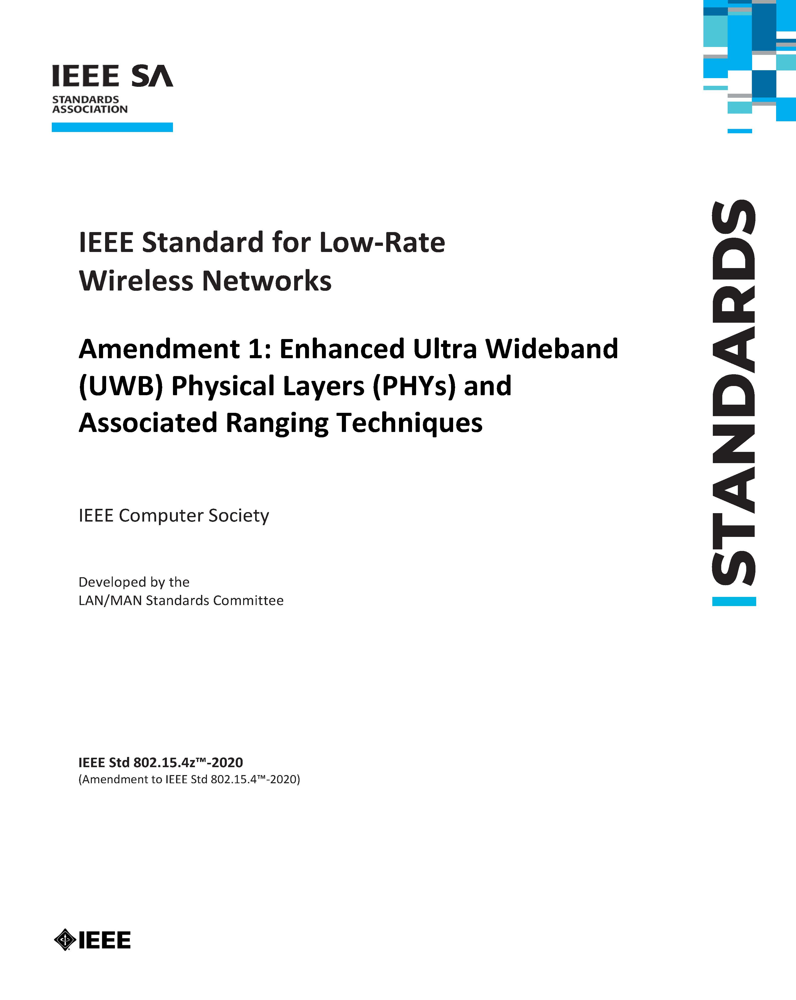 IEEE SA
STANDARDS
ASSOCIATION
IEEE Standard for Low-Rate
Wireless Networks
Amendment 1: Enhanced Ultra Wideband
(UWB) Physical Layers (PHYs) and
Associated Ranging Techniques
IEEE Computer Society
Developed by the
LAN/MAN Standards Committee
IEEE Std 802.15.4z™-2020
(Amendment to IEEE Std 802.15.4™-2020)
IEEE
STANDARDS